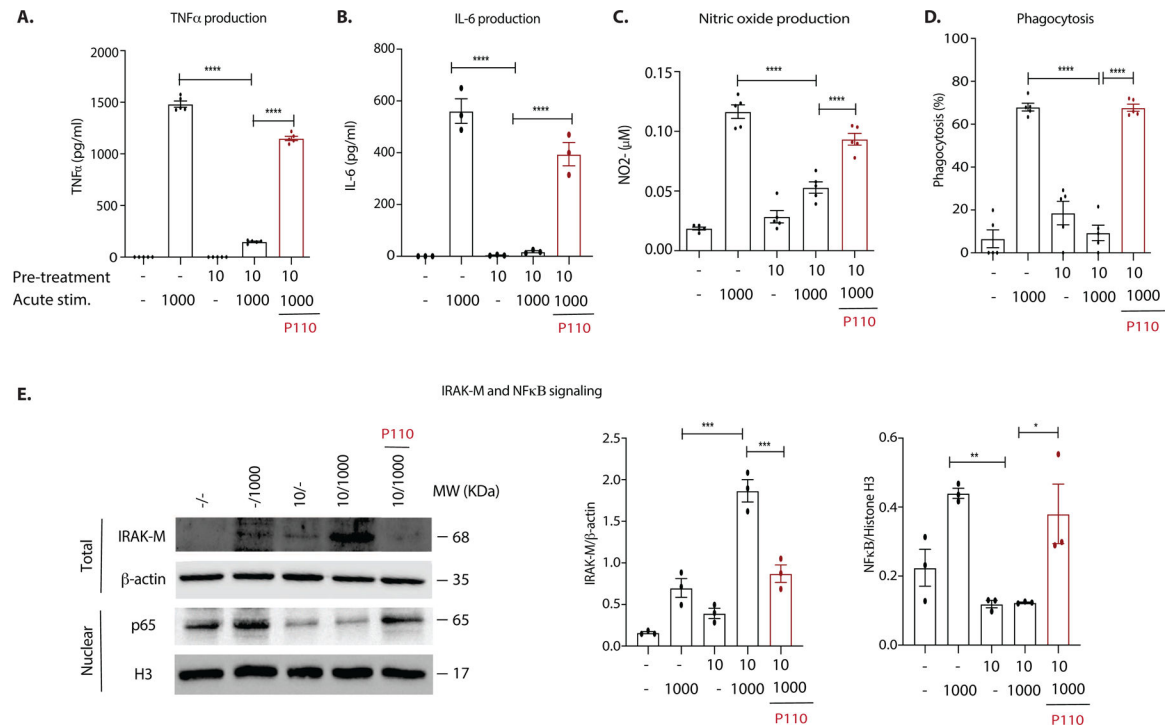 A.
TNFα production
TNFα (pg/ml)
2000
1500
1000
500
0
****
****
Pre-treatment - - 10 10 10
Acute stim. - 1000 - 1000 1000
P110
B.
IL-6 production
IL-6 (pg/ml)
800
600
400
200
0
****
****
- - 10 10 10
- 1000 - 1000 1000
P110
C.
Nitric oxide production
NO2- (μM)
0.15
0.10
0.05
0.00
****
****
- - 10 10 10
- 1000 - 1000 1000
P110
D.
Phagocytosis
Phagocytosis (%)
100
80
60
40
20
0
****
****
- - 10 10 10
- 1000 - 1000 1000
P110
E.
IRAK-M and NFκB signaling
P110
-/- -/1000 10/- 10/1000 10/1000
MW (KDa)
Total
IRAK-M – 68
β-actin – 35
Nuclear
p65 – 65
H3 – 17
IRAK-M/β-actin
2.5
2.0
1.5
1.0
0.5
0.0
***
***
- - 10 10 10
- 1000 - 1000 1000
P110
NFκB/Histone H3
0.6
0.4
0.2
0.0
**
*
- - 10 10 10
- 1000 - 1000 1000
P110